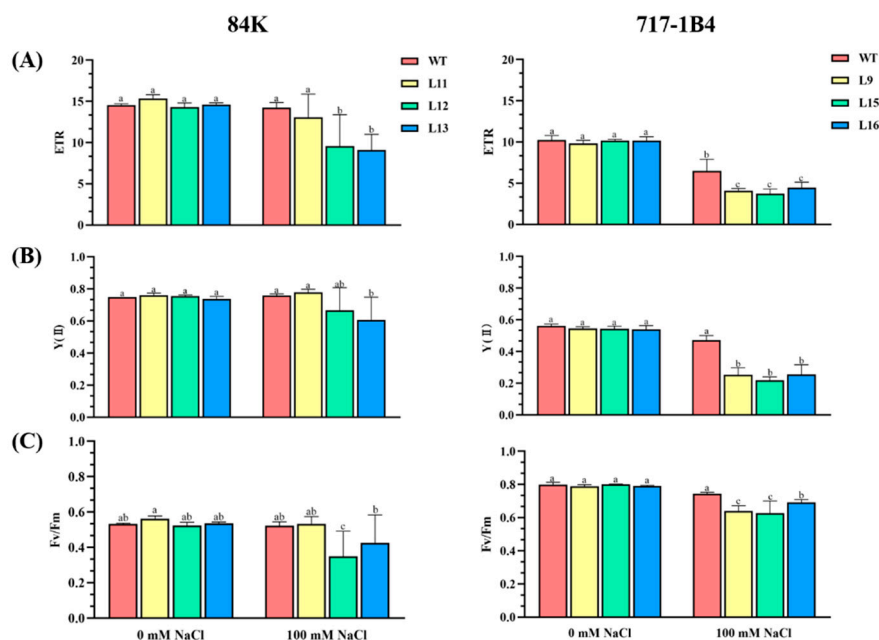 84K
717-1B4
(A)
ETR
20
15
10
5
0
a a a a a a b b
WT
L11
L12
L13
ETR
20
15
10
5
0
a a a a b c c c
WT
L9
L15
L16
(B)
Y(II)
1.0
0.8
0.6
0.4
0.2
0.0
a a a a a a ab b
Y(II)
1.0
0.8
0.6
0.4
0.2
0.0
a a a a a b b b
(C)
Fv/Fm
1.0
0.8
0.6
0.4
0.2
0.0
ab a ab ab ab ab c b
0 mM NaCl 100 mM NaCl
Fv/Fm
1.0
0.8
0.6
0.4
0.2
0.0
a a a a a c c b
0 mM NaCl 100 mM NaCl